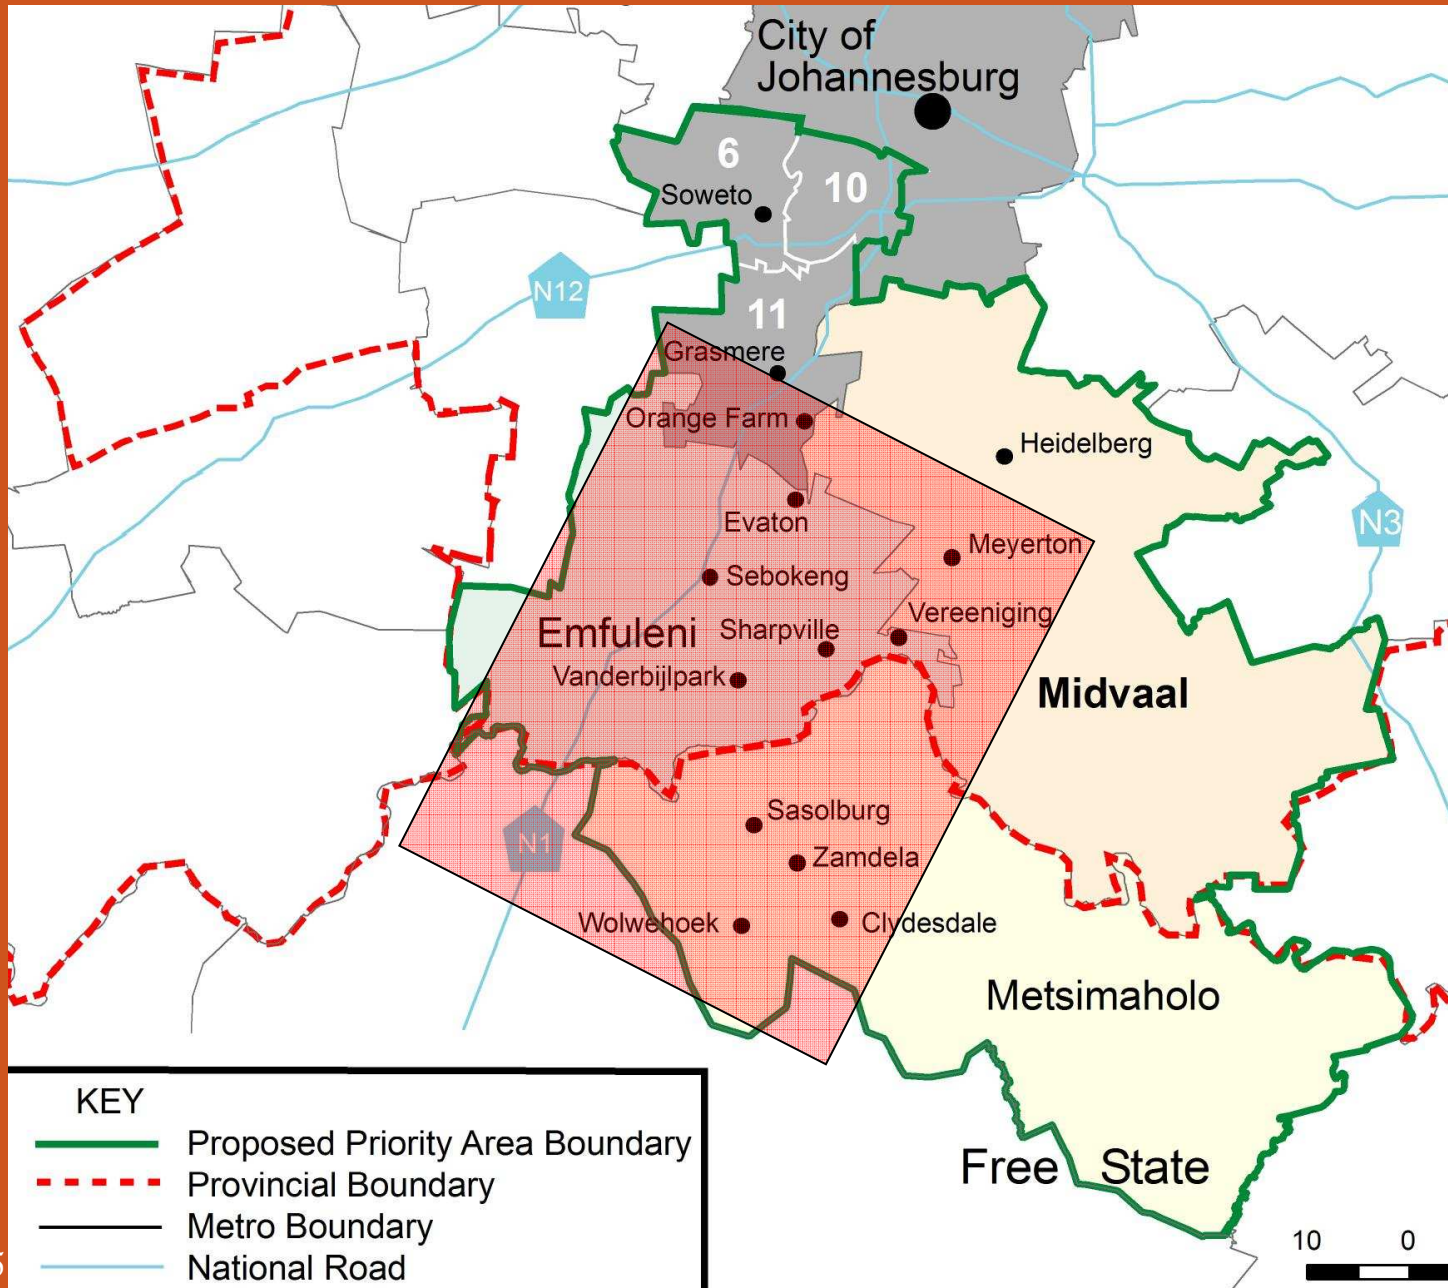 City of
Johannesburg
6
10
Soweto
N12
11
Grasmere
Orange Farm
Heidelberg
Evaton
N3
Meyerton
Sebokeng
Vereeniging
Emfuleni
Sharpville
Vanderbijlpark
Midvaal
Sasolburg
N1
Zamdela
Wolwehoek
Clydesdale
Metsimaholo
Free State
KEY
Proposed Priority Area Boundary
Provincial Boundary
Metro Boundary
National Road
10 0